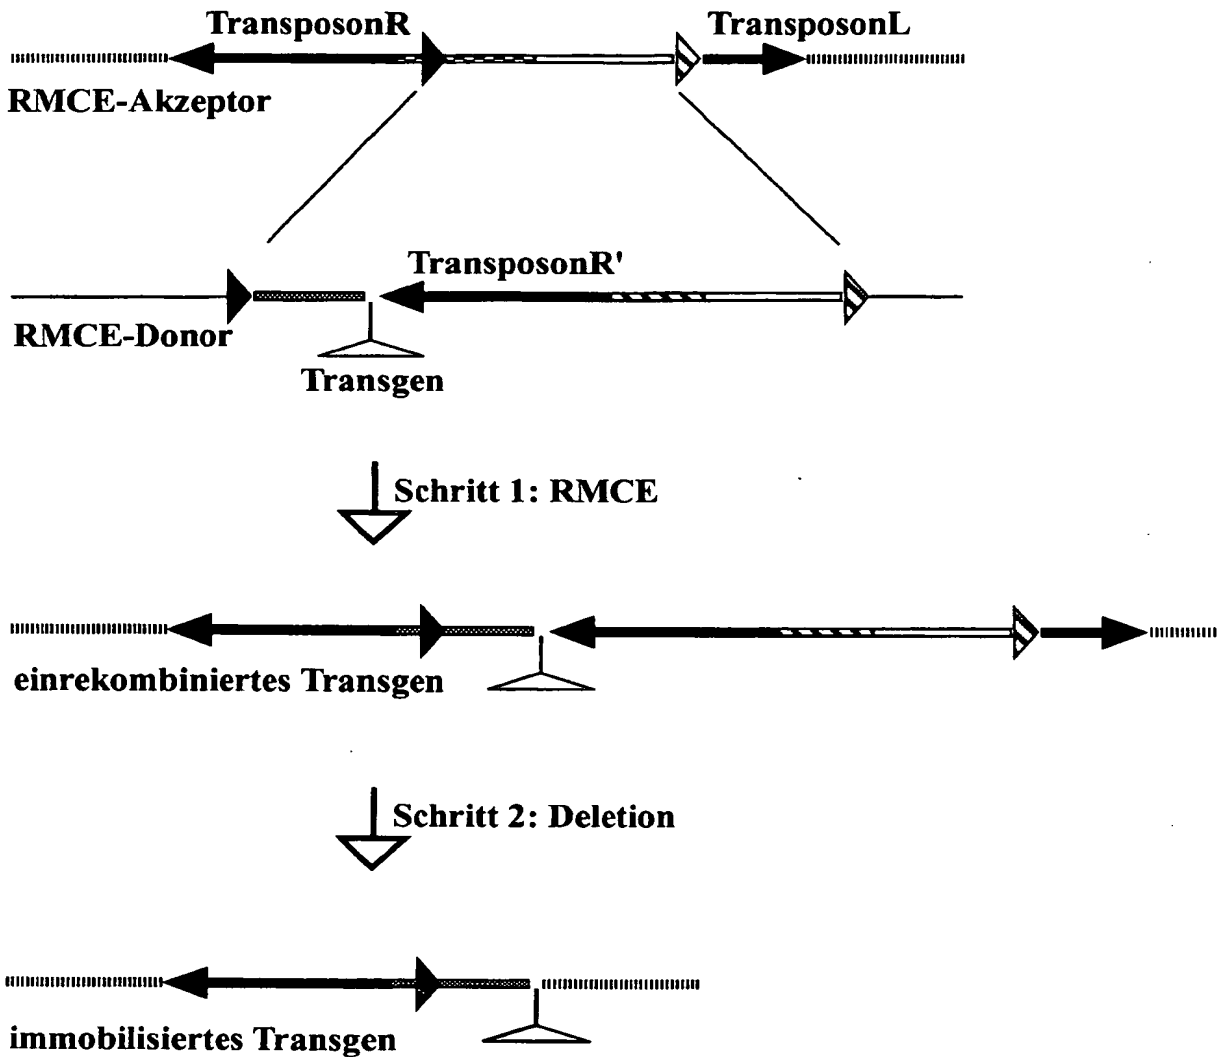 TransposonR
TransposonL
RMCE-Akzeptor
TransposonR'
RMCE-Donor
Transgen
Schritt 1: RMCE
einrekombiniertes Transgen
Schritt 2: Deletion
immobilisiertes Transgen